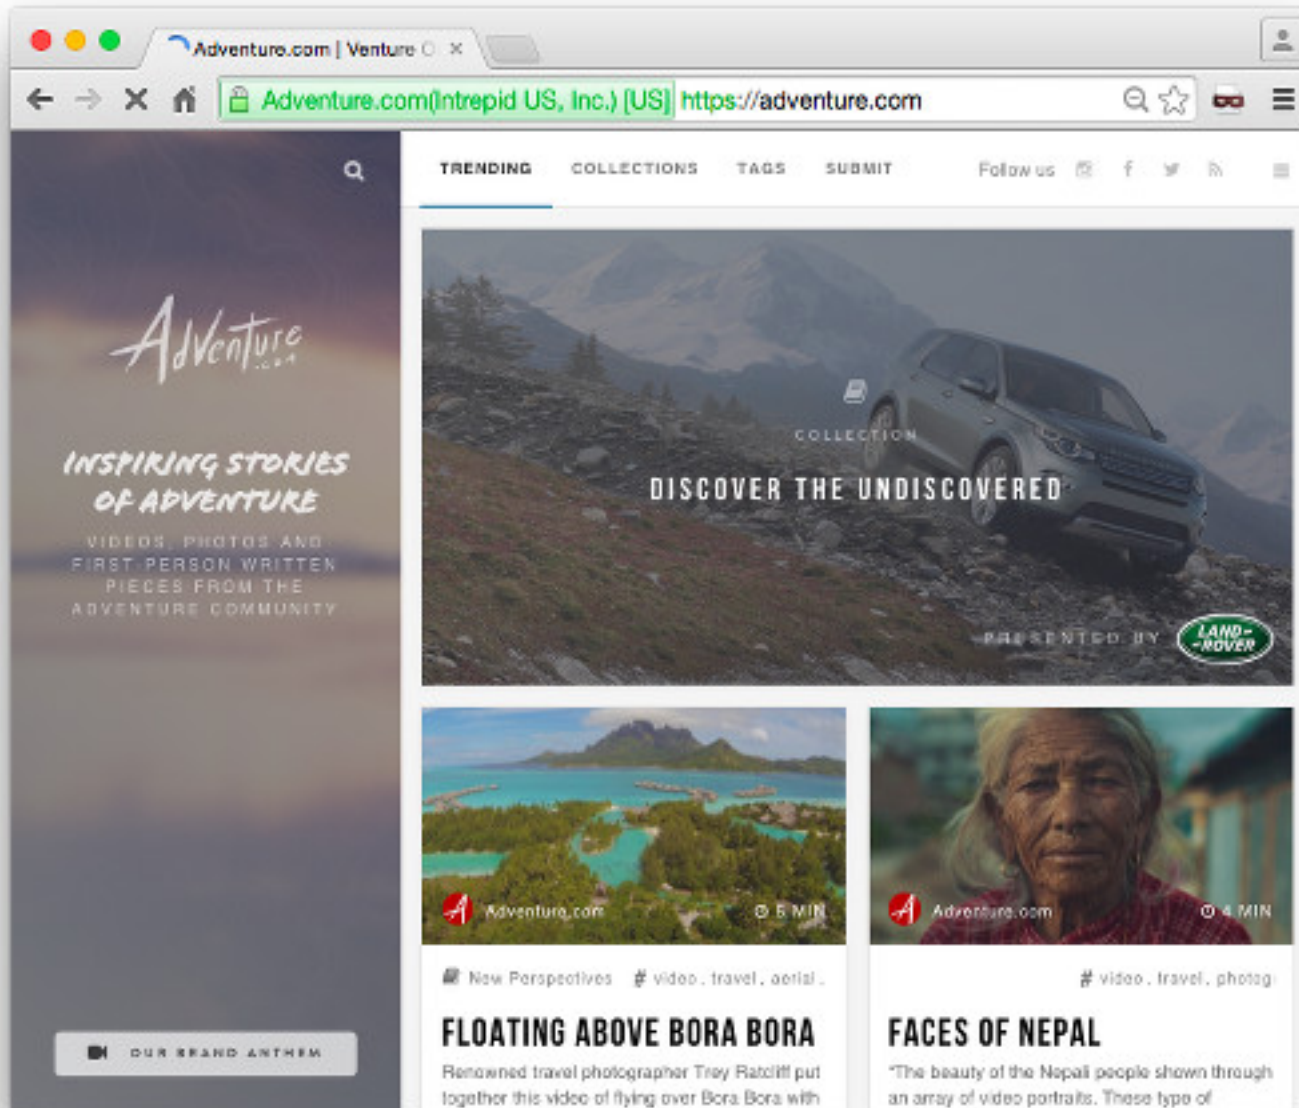 Adventure.com | Venture
Adventure.com(Intrepid US, Inc.) [US] https://adventure.com
TRENDING COLLECTIONS TAGS SUBMIT Follow us
Adventure
.com
INSPIRING STORIES
OF ADVENTURE
VIDEOS, PHOTOS AND
FIRST-PERSON WRITTEN
PIECES FROM THE
ADVENTURE COMMUNITY
OUR BRAND ANTHEM
COLLECTION
DISCOVER THE UNDISCOVERED
PRESENTED BY
LAND-
-ROVER
Adventure.com 5 MIN
New Perspectives # video, travel, aerial,
FLOATING ABOVE BORA BORA
Renowned travel photographer Trey Ratcliff put
together this video of flying over Bora Bora with
Adventure.com 4 MIN
# video, travel, photog
FACES OF NEPAL
"The beauty of the Nepali people shown through
an array of video portraits. These type of